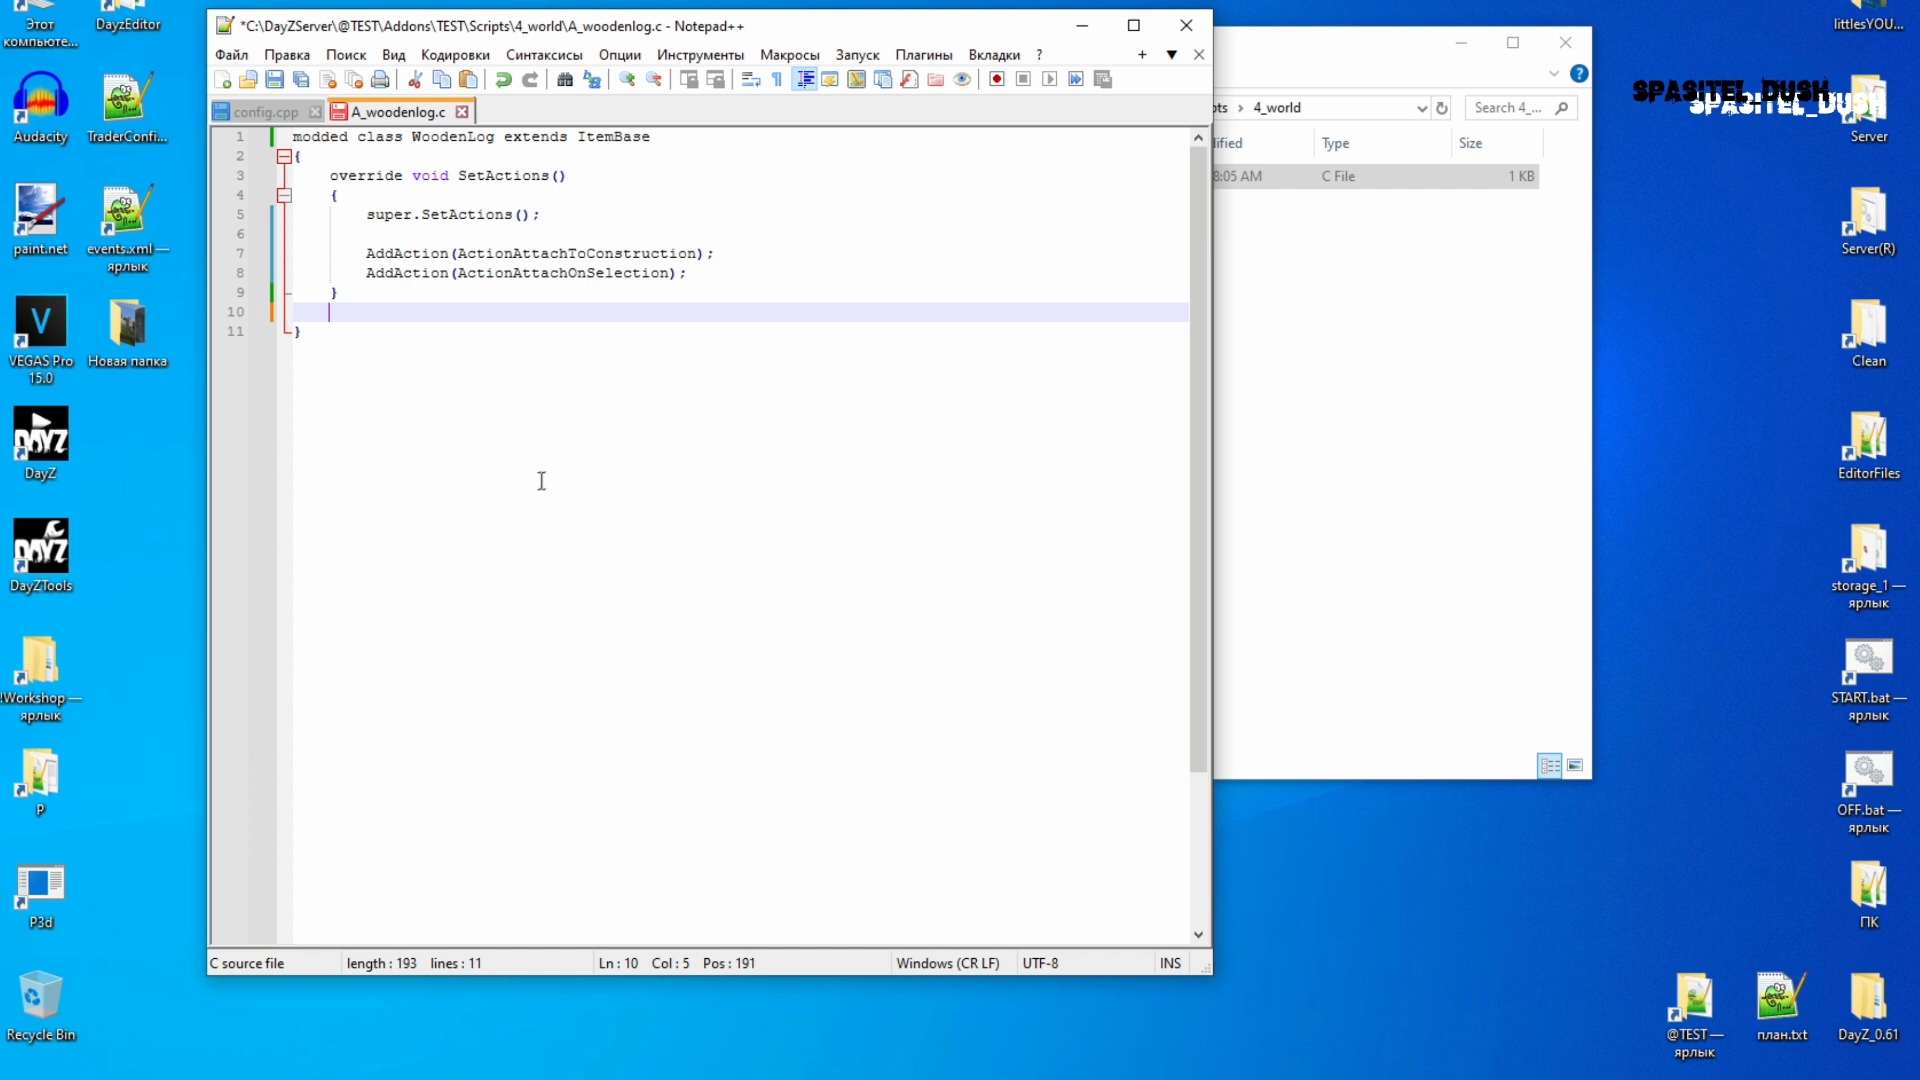 Этот
компьюте...
DayzEditor
Audacity
TraderConfi...
paint.net
events.xml —
ярлык
VEGAS Pro
15.0
Новая папка
DayZ
DayZTools
!Workshop —
ярлык
P
P3d
Recycle Bin
*C:\DayZServer\@TEST\Addons\TEST\Scripts\4_world\A_woodenlog.c - Notepad++
Файл Правка Поиск Вид Кодировки Синтаксисы Опции Инструменты Макросы Запуск Плагины Вкладки ?
config.cpp
A_woodenlog.c
1 modded class WoodenLog extends ItemBase
2 {
3 override void SetActions()
4 {
5 super.SetActions();
6
7 AddAction(ActionAttachToConstruction);
8 AddAction(ActionAttachOnSelection);
9 }
10
11 }
C source file length : 193 lines : 11 Ln : 10 Col : 5 Pos : 191 Windows (CR LF) UTF-8 INS
pts › 4_world
Search 4_...
Type
Size
8:05 AM C File 1 KB
SPASITEL_DUSH
SPASITEL_DUSH
littlesYOU...
Server
Server(R)
Clean
EditorFiles
storage_1 —
ярлык
START.bat —
ярлык
OFF.bat —
ярлык
ПК
@TEST —
ярлык
план.txt
DayZ_0.61